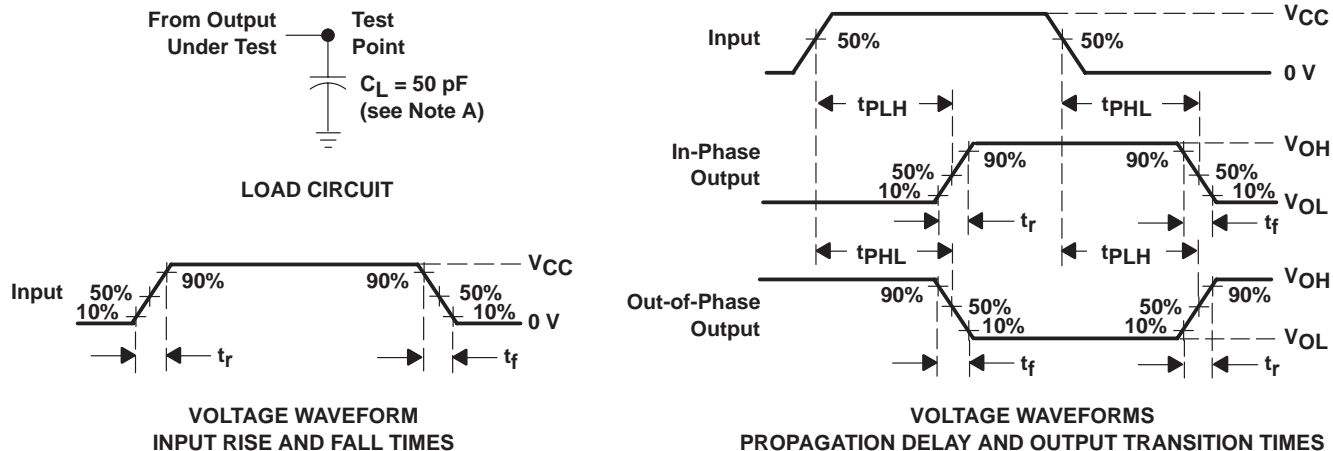 From Output
Under Test
Test
Point
CL = 50 pF
(see Note A)
LOAD CIRCUIT
Input
50%
10%
90%
90%
50%
10%
VCC
0 V
tr
tf
VOLTAGE WAVEFORM
INPUT RISE AND FALL TIMES
Input
50%
50%
VCC
0 V
tPLH
tPHL
In-Phase
Output
50%
10%
90%
90%
50%
10%
VOH
VOL
tr
tf
tPHL
tPLH
Out-of-Phase
Output
90%
50%
10%
50%
10%
90%
VOH
VOL
tf
tr
VOLTAGE WAVEFORMS
PROPAGATION DELAY AND OUTPUT TRANSITION TIMES